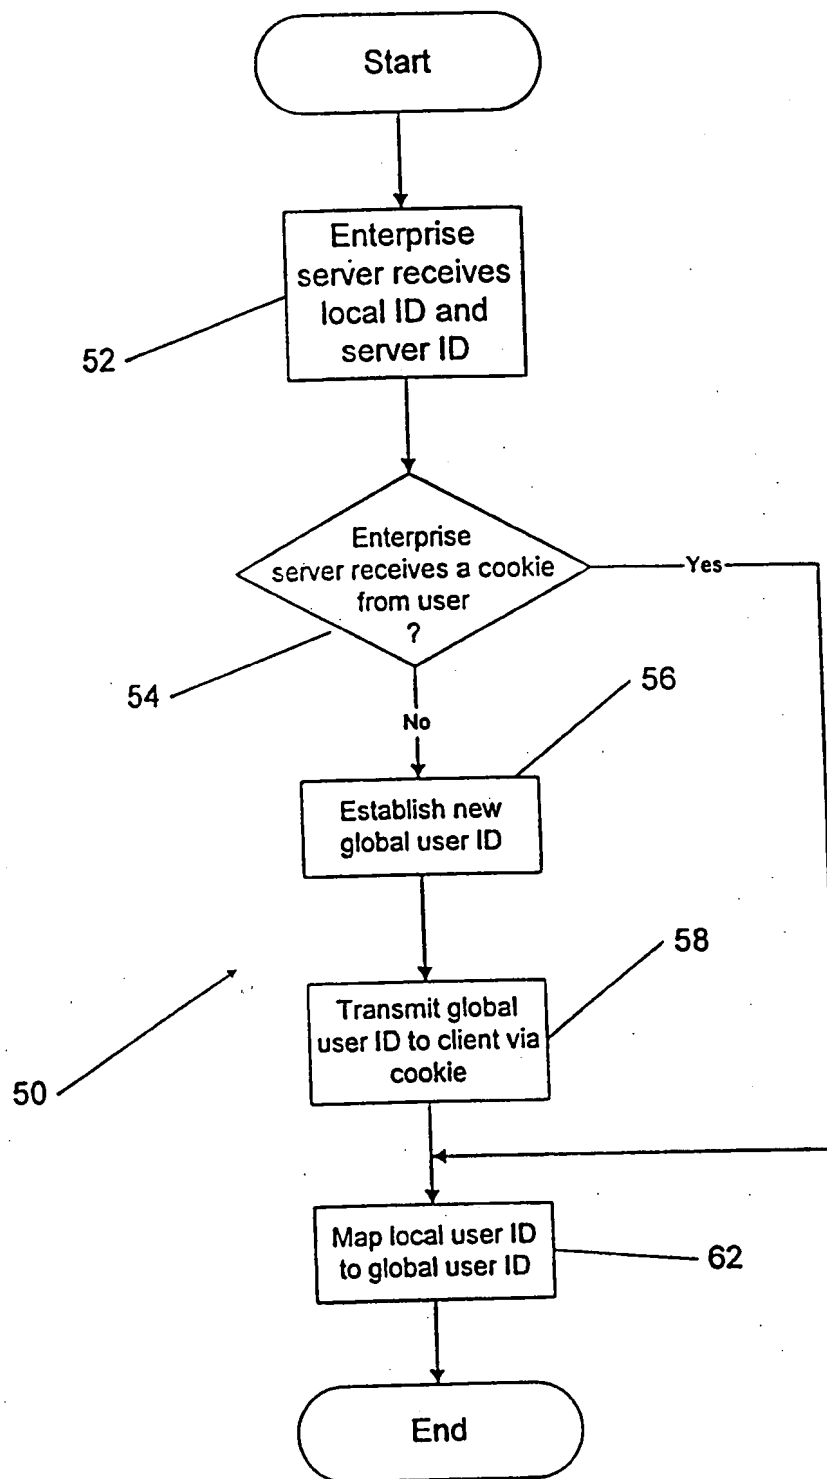 Start
Enterprise
server receives
local ID and
server ID
52
Enterprise
server receives a cookie
from user
?
Yes
54
56
No
Establish new
global user ID
58
Transmit global
user ID to client via
cookie
50
Map local user ID
to global user ID
62
End